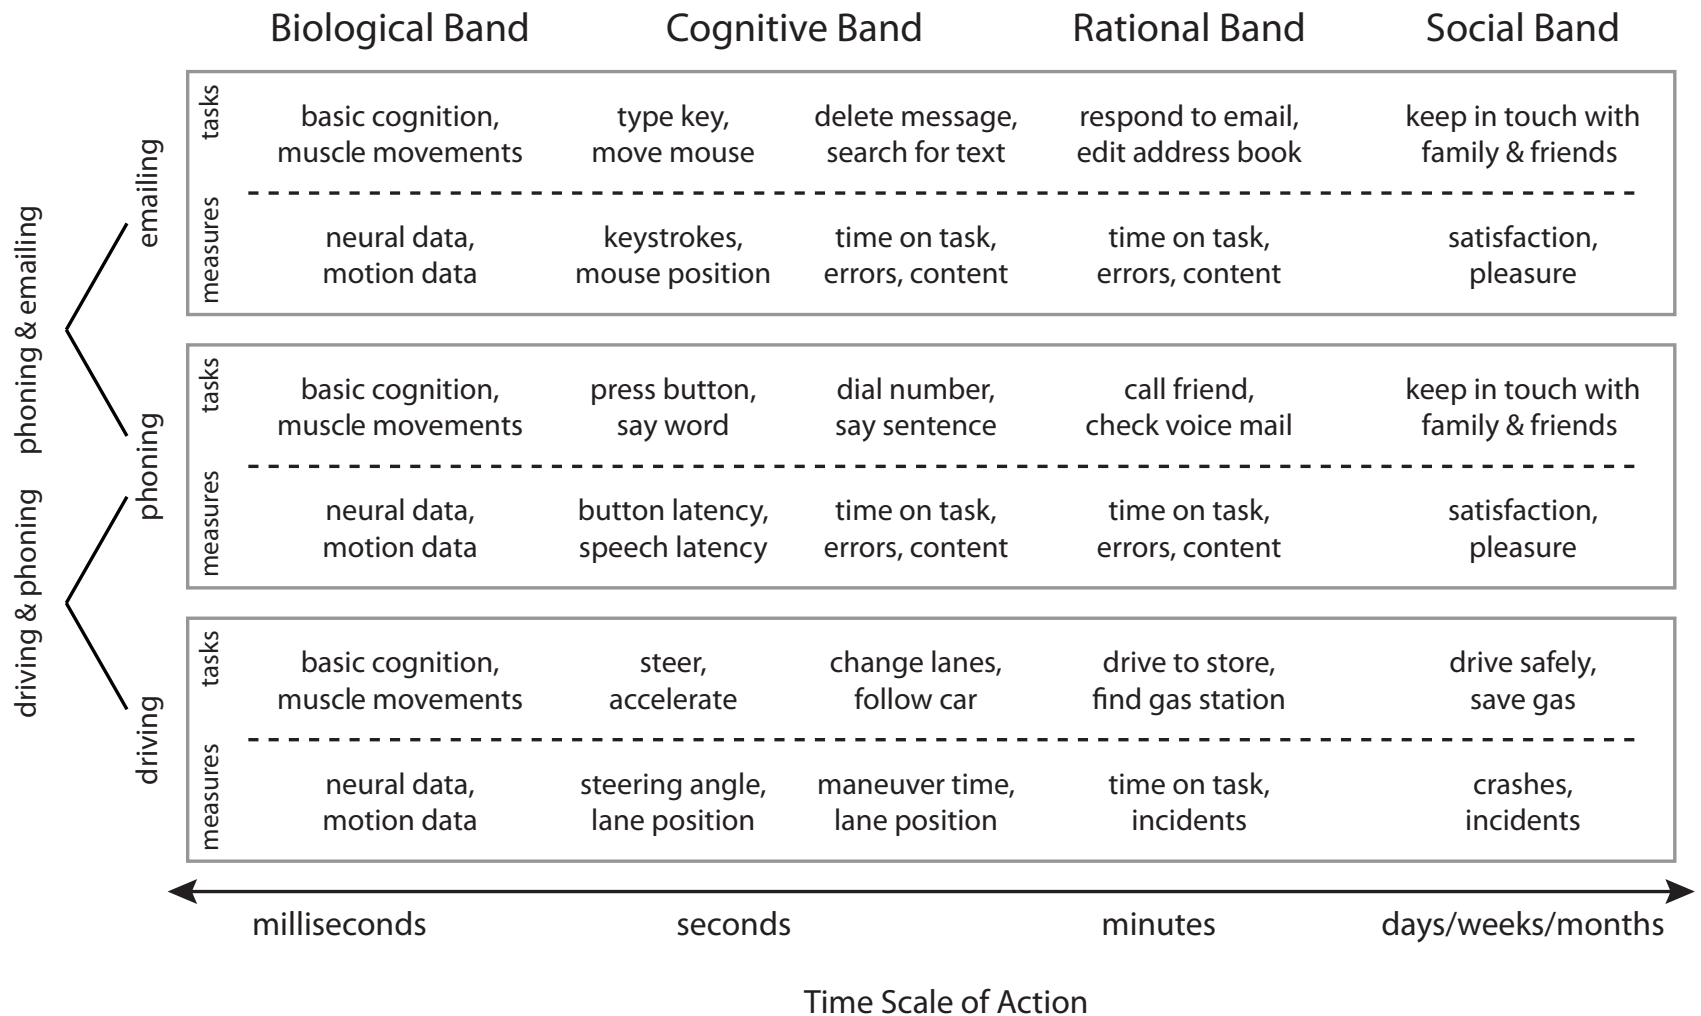 Biological Band Cognitive Band Rational Band Social Band
phoning & emailing
driving & phoning
emailing
tasks
basic cognition, type key, delete message, respond to email, keep in touch with
muscle movements move mouse search for text edit address book family & friends
measures
neural data, keystrokes, time on task, time on task, satisfaction,
motion data mouse position errors, content errors, content pleasure
phoning
tasks
basic cognition, press button, dial number, call friend, keep in touch with
muscle movements say word say sentence check voice mail family & friends
measures
neural data, button latency, time on task, time on task, satisfaction,
motion data speech latency errors, content errors, content pleasure
driving
tasks
basic cognition, steer, change lanes, drive to store, drive safely,
muscle movements accelerate follow car find gas station save gas
measures
neural data, steering angle, maneuver time, time on task, crashes,
motion data lane position lane position incidents incidents
milliseconds seconds minutes days/weeks/months
Time Scale of Action